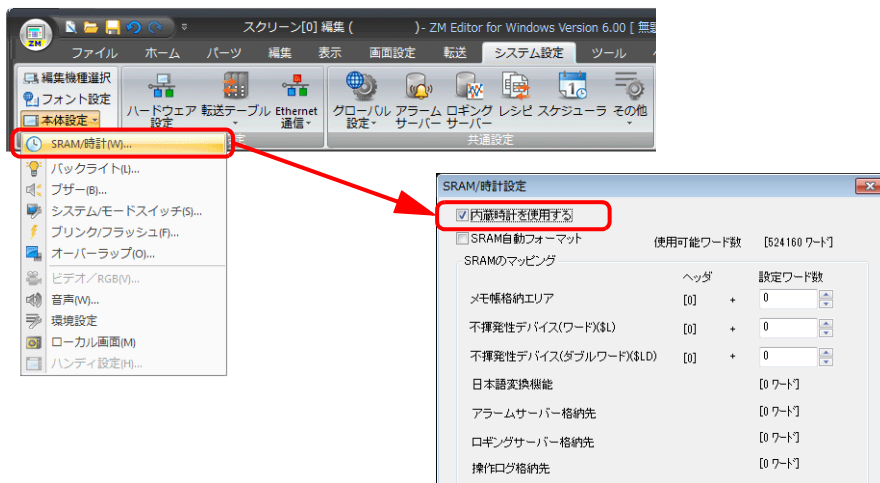 スクリーン[0] 編集 ( )- ZM Editor for Windows Version 6.00 [ 無題
ZM
ファイル ホーム パーツ 編集 表示 画面設定 転送 システム設定 ツール
編集機種選択
フォント設定
本体設定
ハードウェア設定
転送テーブル
Ethernet通信
グローバル設定
アラームサーバー
ロギングサーバー
レシピ
スケジューラ
その他
定
共通設定
SRAM/時計(W)...
バックライト(L)...
ブザー(B)...
システム/モードスイッチ(S)...
ブリンク/フラッシュ(F)...
オーバーラップ(O)...
ビデオ/RGB(V)...
音声(W)...
環境設定
ローカル画面(M)
ハンディ設定(H)...
SRAM/時計設定
内蔵時計を使用する
SRAM自動フォーマット 使用可能ワード数 [524160 ワード]
SRAMのマッピング
ヘッダ 設定ワード数
メモ帳格納エリア [0] + 0
不揮発性デバイス(ワード)($L) [0] + 0
不揮発性デバイス(ダブルワード)($LD) [0] + 0
日本語変換機能 [0 ワード]
アラームサーバー格納先 [0 ワード]
ロギングサーバー格納先 [0 ワード]
操作ログ格納先 [0 ワード]